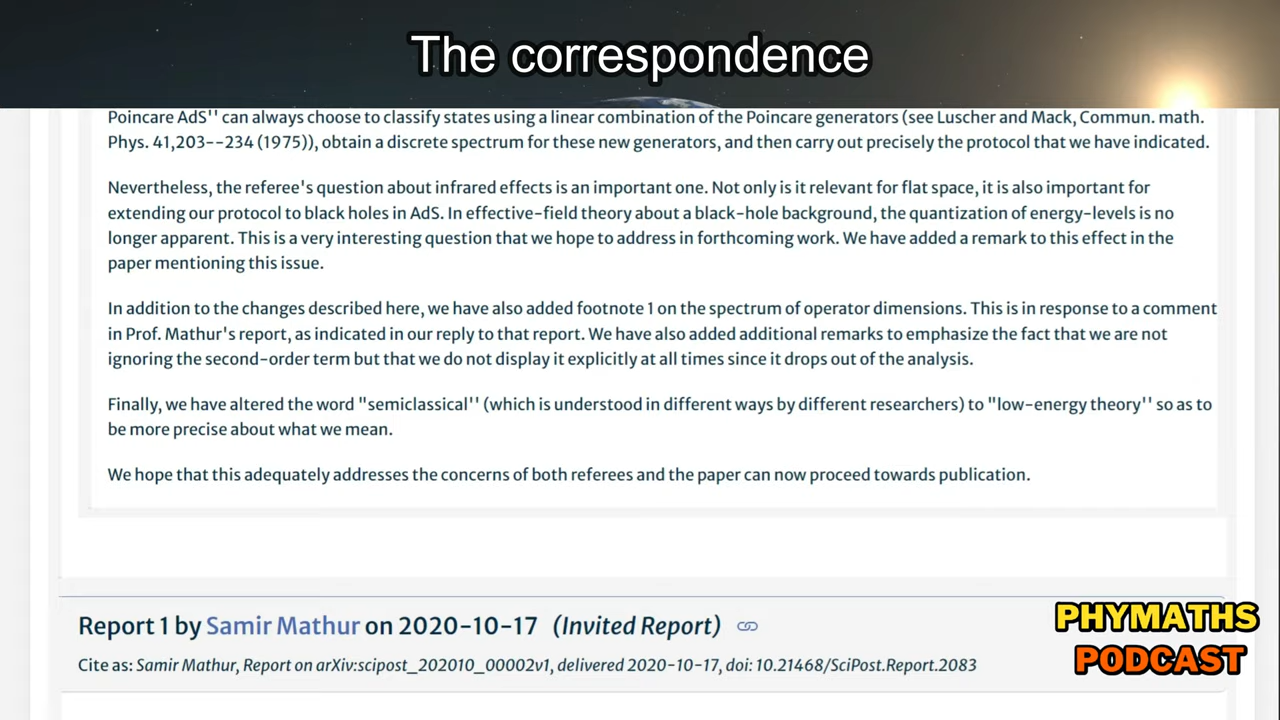 The correspondence
Poincare AdS'' can always choose to classify states using a linear combination of the Poincare generators (see Luscher and Mack, Commun. math.
Phys. 41,203--234 (1975)), obtain a discrete spectrum for these new generators, and then carry out precisely the protocol that we have indicated.
Nevertheless, the referee's question about infrared effects is an important one. Not only is it relevant for flat space, it is also important for
extending our protocol to black holes in AdS. In effective-field theory about a black-hole background, the quantization of energy-levels is no
longer apparent. This is a very interesting question that we hope to address in forthcoming work. We have added a remark to this effect in the
paper mentioning this issue.
In addition to the changes described here, we have also added footnote 1 on the spectrum of operator dimensions. This is in response to a comment
in Prof. Mathur's report, as indicated in our reply to that report. We have also added additional remarks to emphasize the fact that we are not
ignoring the second-order term but that we do not display it explicitly at all times since it drops out of the analysis.
Finally, we have altered the word "semiclassical'' (which is understood in different ways by different researchers) to "low-energy theory'' so as to
be more precise about what we mean.
We hope that this adequately addresses the concerns of both referees and the paper can now proceed towards publication.
Report 1 by Samir Mathur on 2020-10-17 (Invited Report)
Cite as: Samir Mathur, Report on arXiv:scipost_202010_00002v1, delivered 2020-10-17, doi: 10.21468/SciPost.Report.2083
PHYMATHS
PODCAST